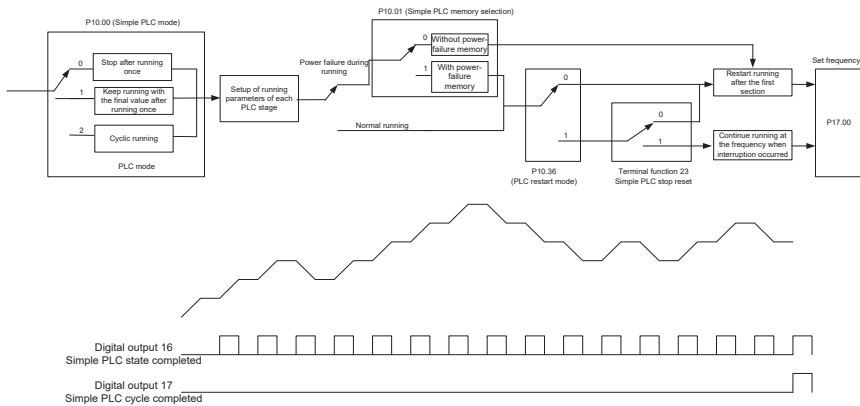 P10.00 (Simple PLC mode)
0
Stop after running
once
1
Keep running with
the final value after
running once
2
Cyclic running
PLC mode
Setup of running
parameters of each
PLC stage
Power failure during
running
Normal running
P10.01 (Simple PLC memory selection)
0
Without power-
failure memory
1
With power-
failure memory
0
1
P10.36
(PLC restart mode)
0
1
Terminal function 23
Simple PLC stop reset
Restart running
after the first
section
Continue running at
the frequency when
interruption occurred
Set frequency
P17.00
Digital output 16
Simple PLC state completed
Digital output 17
Simple PLC cycle completed